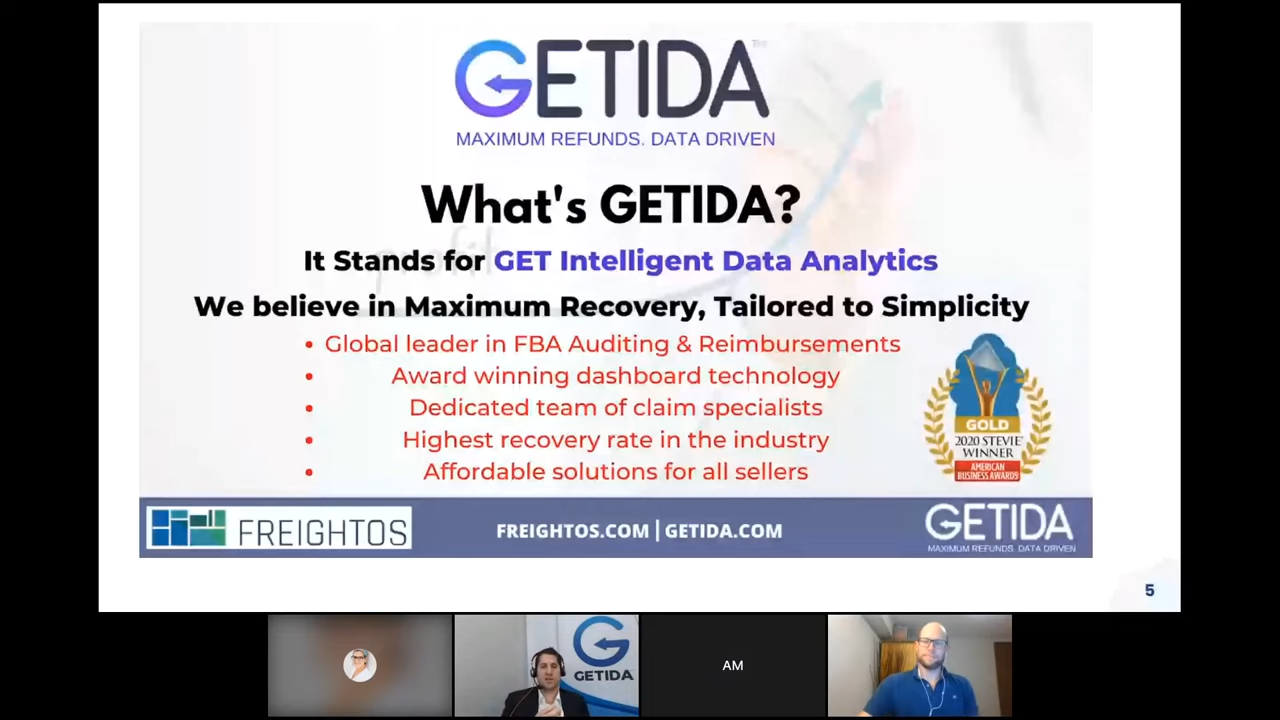 GETIDA
TM
MAXIMUM REFUNDS. DATA DRIVEN
What's GETIDA?
It Stands for GET Intelligent Data Analytics
We believe in Maximum Recovery, Tailored to Simplicity
• Global leader in FBA Auditing & Reimbursements
• Award winning dashboard technology
• Dedicated team of claim specialists
• Highest recovery rate in the industry
• Affordable solutions for all sellers
GOLD
2020 STEVIE®
WINNER
AMERICAN
BUSINESS AWARDS
FREIGHTOS
FREIGHTOS.COM | GETIDA.COM
GETIDA
MAXIMUM REFUNDS. DATA DRIVEN
5
GETIDA
AM